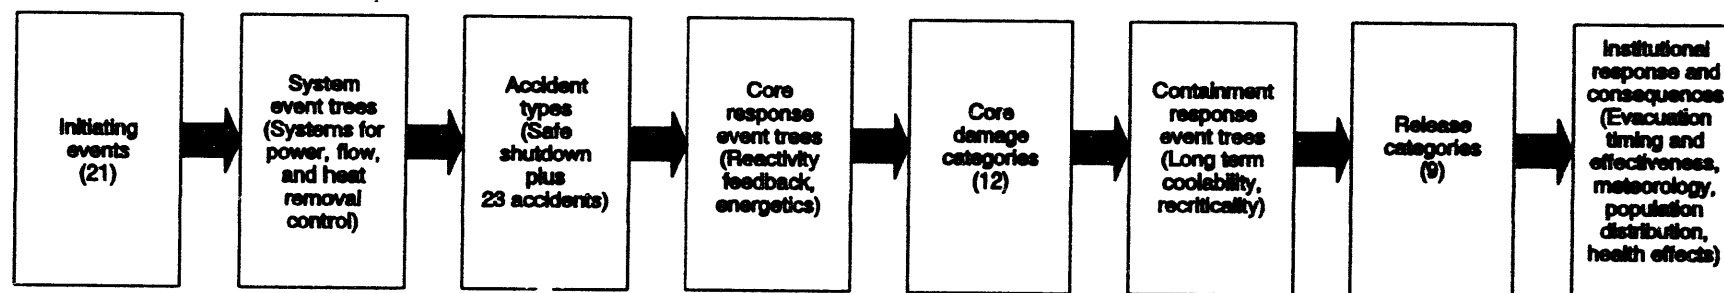 Initiating
events
(21)
System
event trees
(Systems for
power, flow,
and heat
removal
control)
Accident
types
(Safe
shutdown
plus
23 accidents)
Core
response
event trees
(Reactivity
feedback,
energetics)
Core
damage
categories
(12)
Containment
response
event trees
(Long term
coolability,
recriticality)
Release
categories
(9)
Institutional
response and
consequences
(Evacuation
timing and
effectiveness,
meteorology,
population
distribution,
health effects)